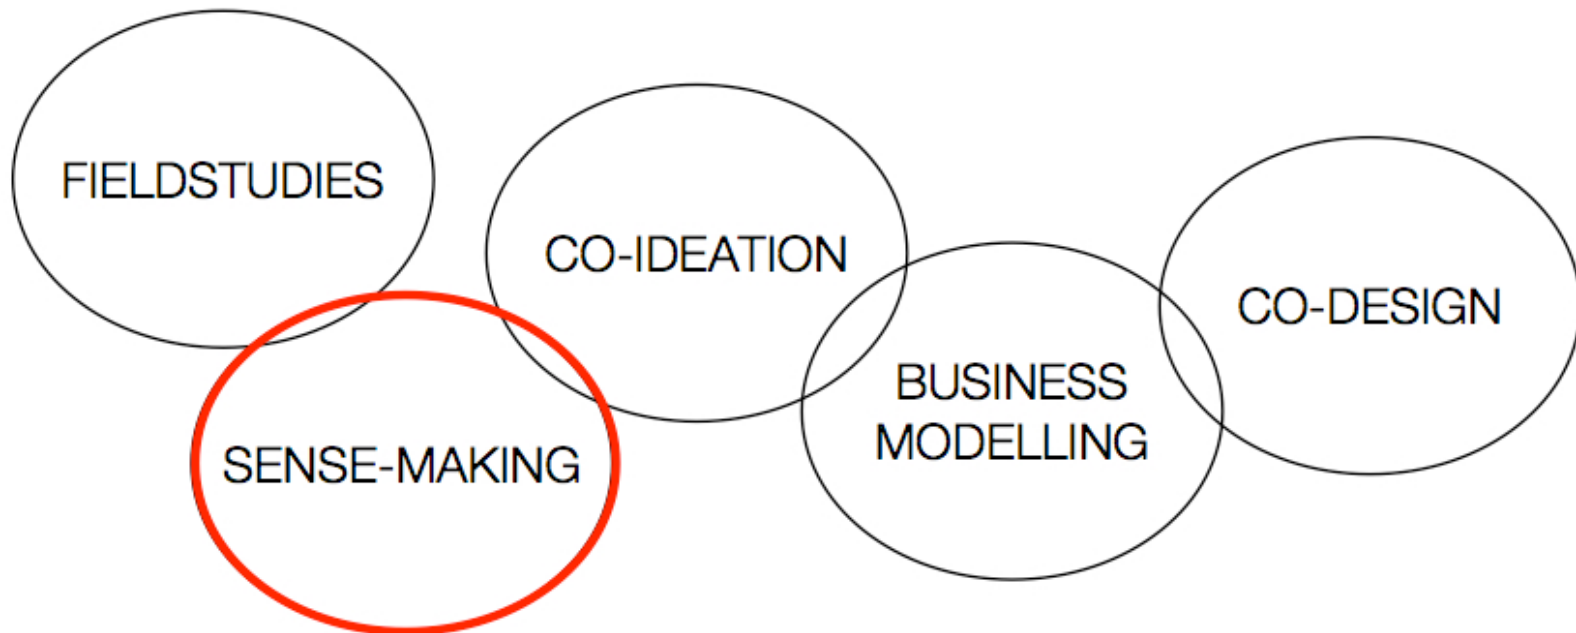 FIELDSTUDIES
SENSE-MAKING
CO-IDEATION
BUSINESS
MODELLING
CO-DESIGN